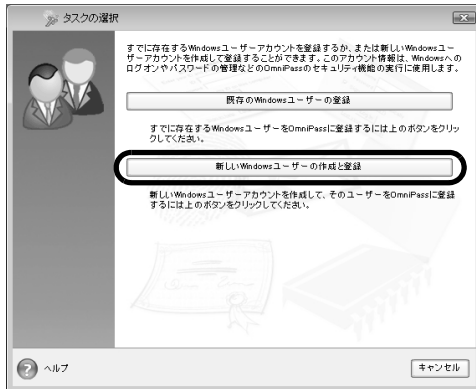 タスクの選択
すでに存在するWindowsユーザーアカウントを登録するか、または新しいWindowsユー
ザーアカウントを作成して登録することができます。このアカウント情報は、Windowsへの
ログオンやパスワードの管理などのOmniPassのセキュリティ機能の実行に使用します。
既存のWindowsユーザーの登録
すでに存在するWindowsユーザーをOmniPassに登録するには上のボタンをクリッ
クしてください。
新しいWindowsユーザーの作成と登録
新しいWindowsユーザーアカウントを作成して、そのユーザーをOmniPassに登録
するには上のボタンをクリックしてください。
ヘルプ
キャンセル